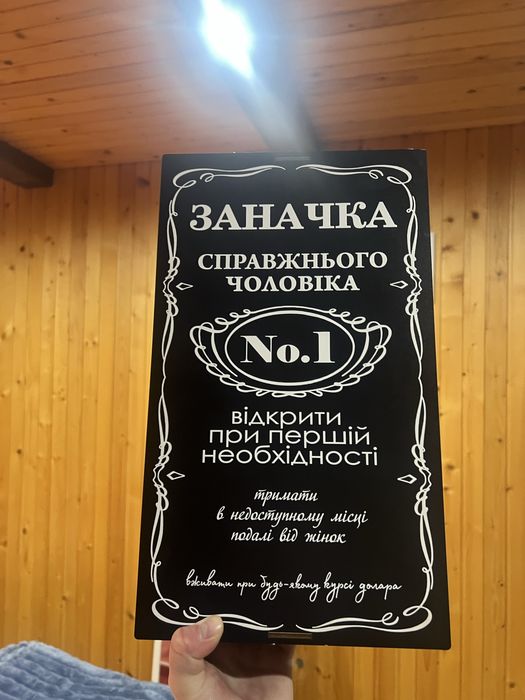 ЗАНАЧКА
СПРАВЖНЬОГО
ЧОЛОВІКА
No.1
відкрити
при першій
необхідності
тримати
в недоступному місці
подалі від жінок
вживати при будь-якому курсі долара